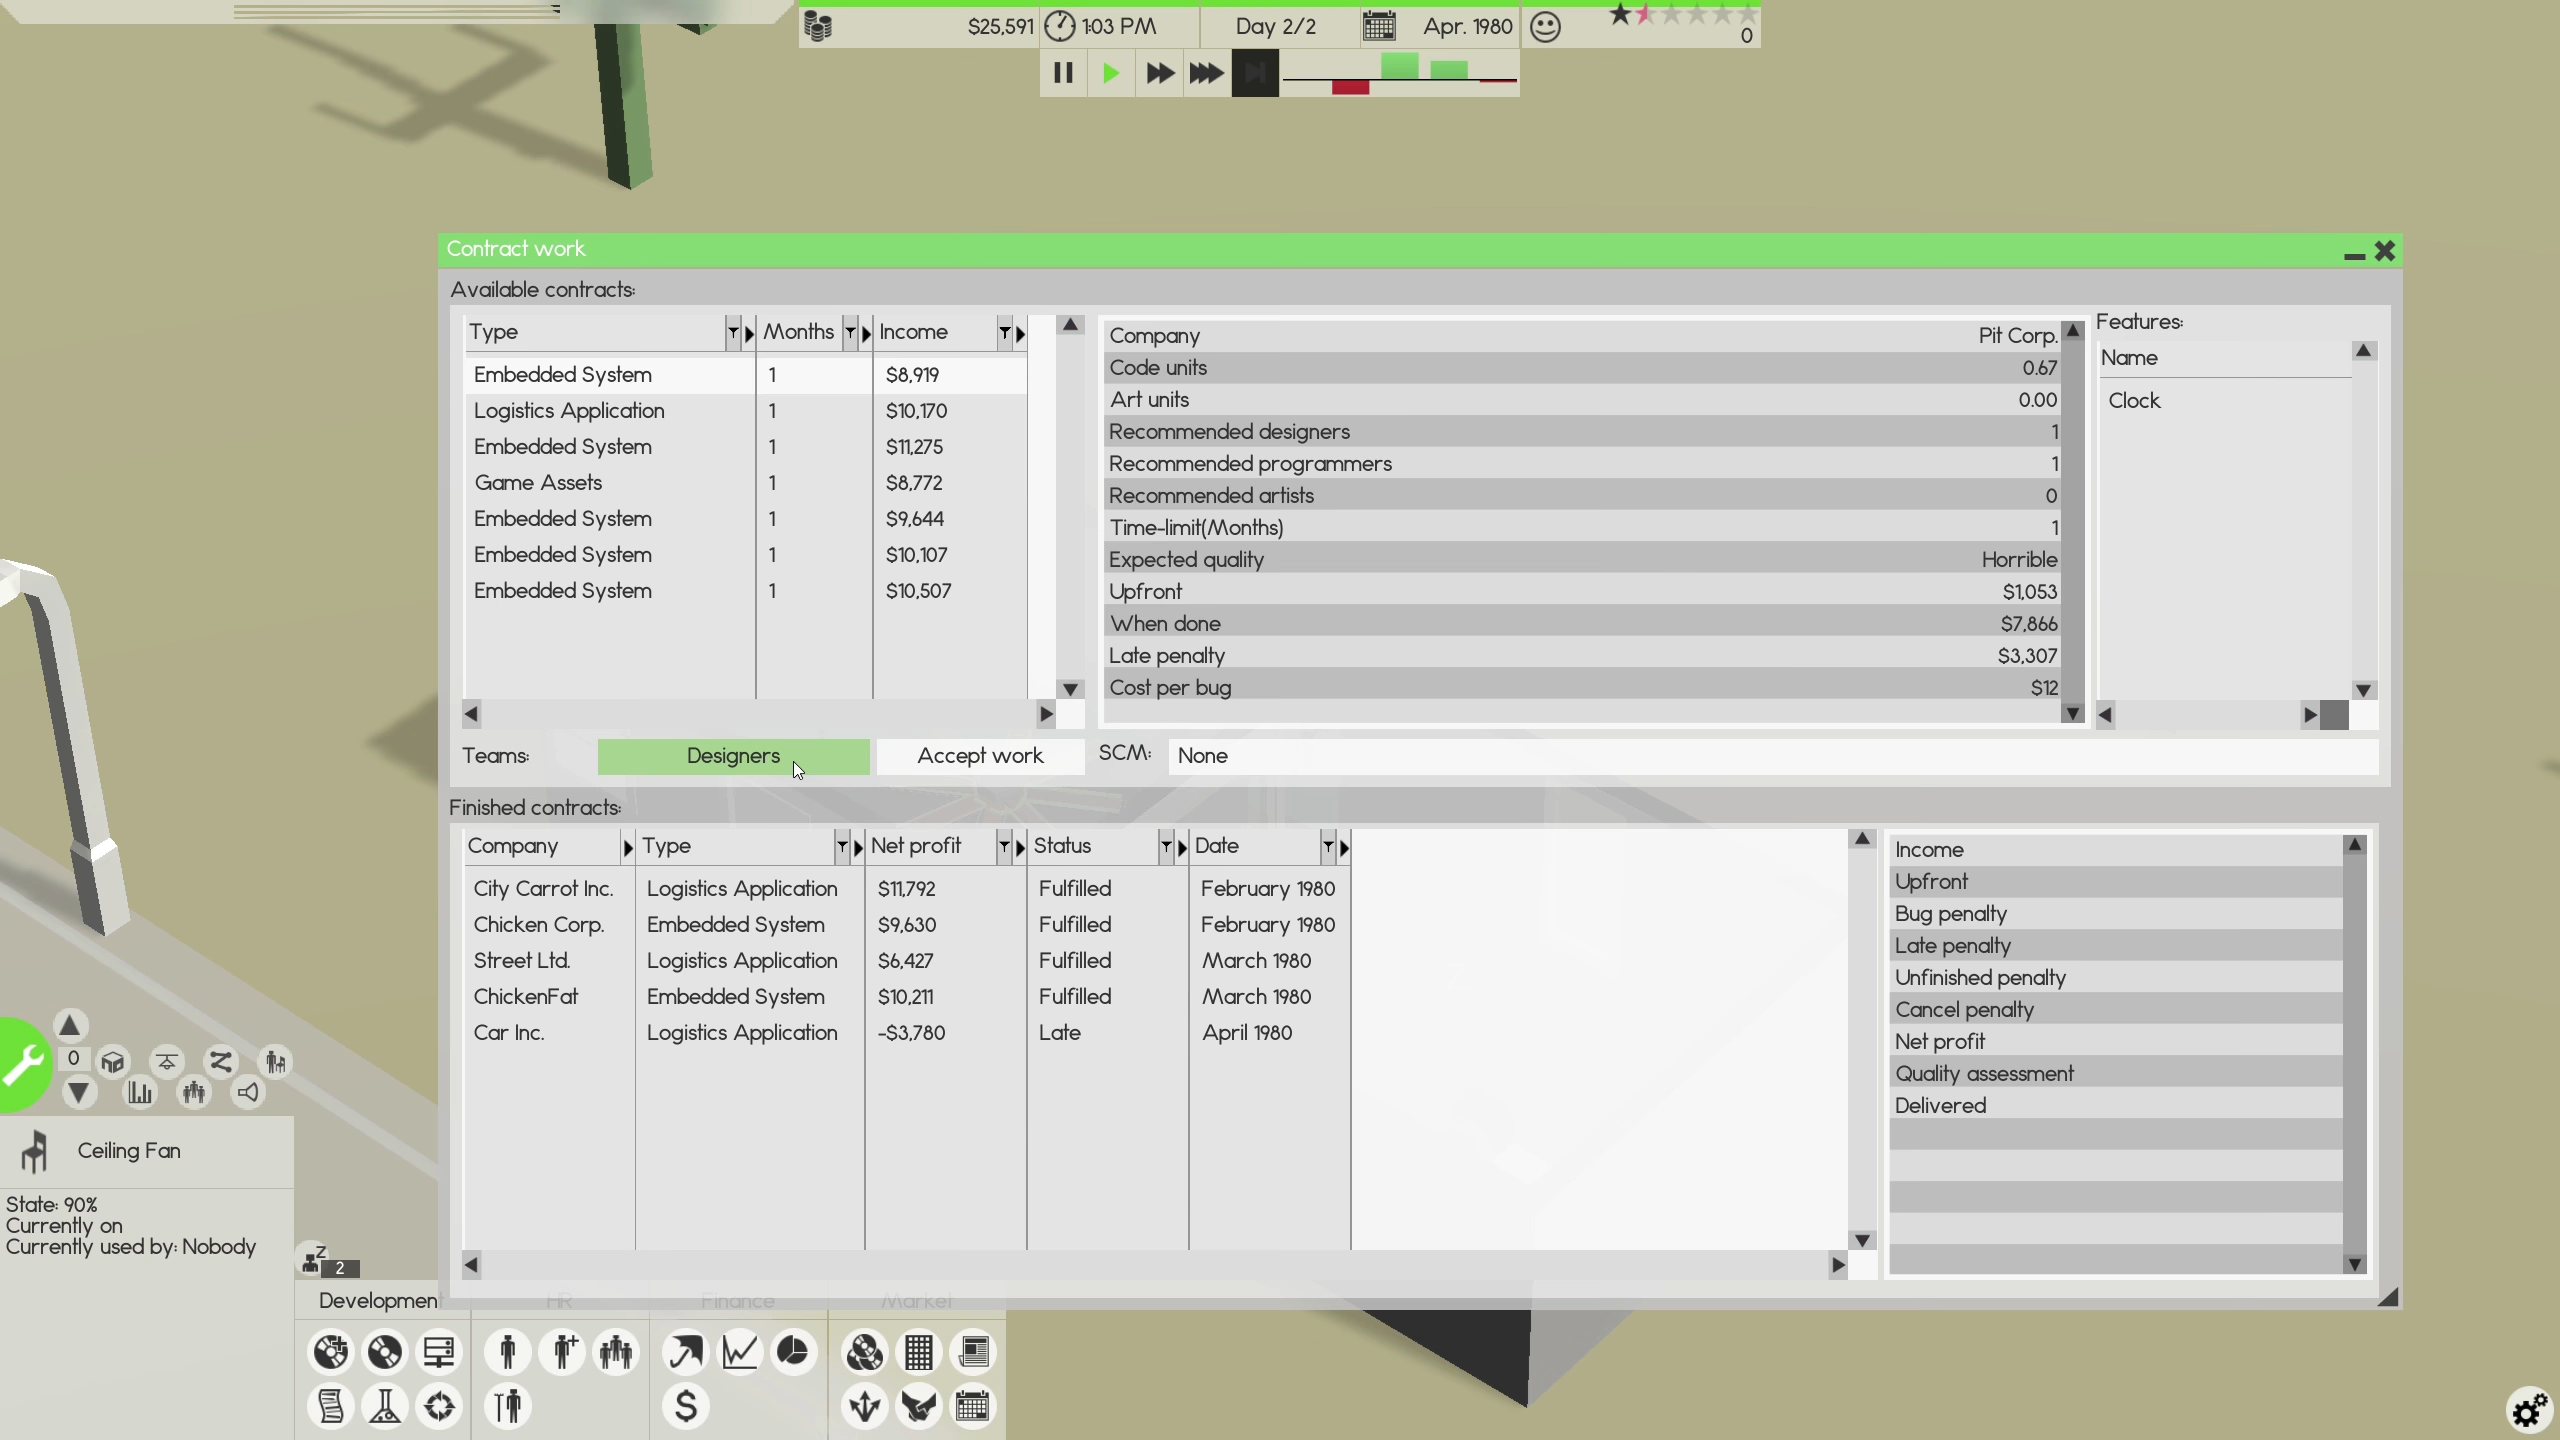 $25,591
1:03 PM
Day 2/2
Apr. 1980
0
Contract work
Available contracts:
Type Months Income
Embedded System 1 $8,919
Logistics Application 1 $10,170
Embedded System 1 $11,275
Game Assets 1 $8,772
Embedded System 1 $9,644
Embedded System 1 $10,107
Embedded System 1 $10,507
Company Pit Corp.
Code units 0.67
Art units 0.00
Recommended designers 1
Recommended programmers 1
Recommended artists 0
Time-limit(Months) 1
Expected quality Horrible
Upfront $1,053
When done $7,866
Late penalty $3,307
Cost per bug $12
Features:
Name
Clock
Teams: Designers Accept work SCM: None
Finished contracts:
Company Type Net profit Status Date
City Carrot Inc. Logistics Application $11,792 Fulfilled February 1980
Chicken Corp. Embedded System $9,630 Fulfilled February 1980
Street Ltd. Logistics Application $6,427 Fulfilled March 1980
ChickenFat Embedded System $10,211 Fulfilled March 1980
Car Inc. Logistics Application -$3,780 Late April 1980
Income
Upfront
Bug penalty
Late penalty
Unfinished penalty
Cancel penalty
Net profit
Quality assessment
Delivered
0
Ceiling Fan
State: 90%
Currently on
Currently used by: Nobody
Z
2
Development HR Finance Market